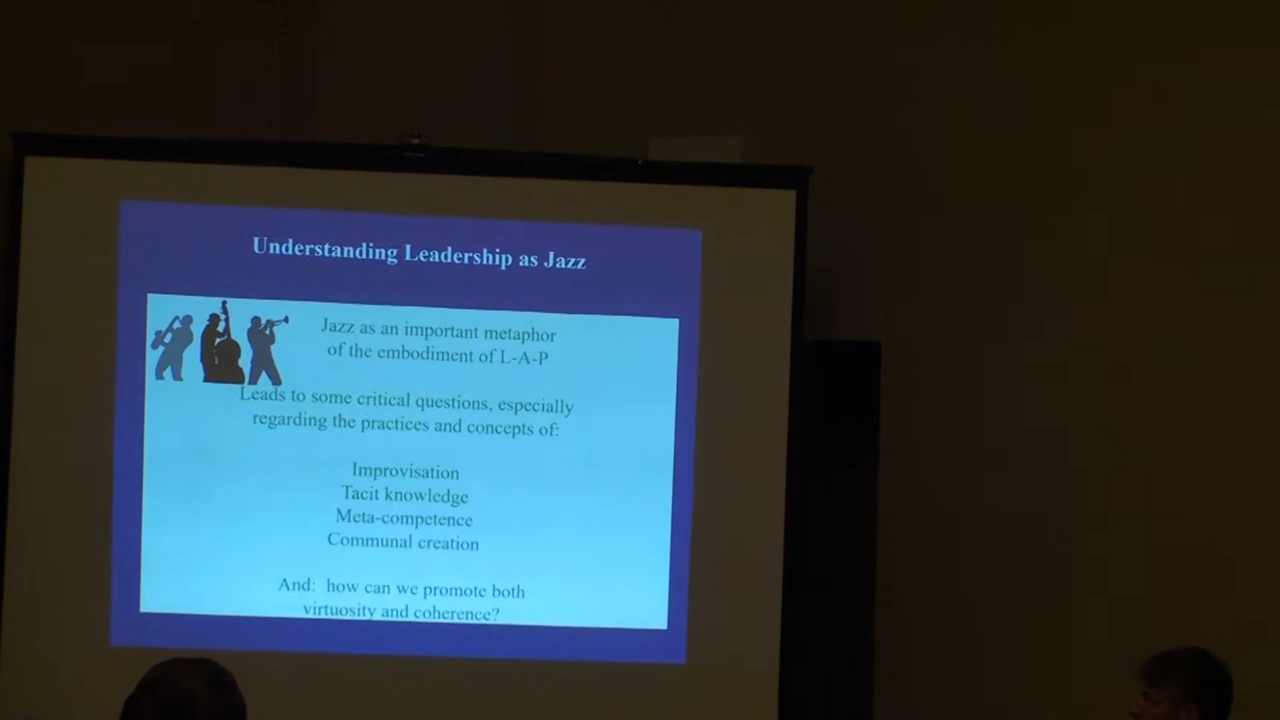 Understanding Leadership as Jazz
Jazz as an important metaphor
of the embodiment of L-A-P
Leads to some critical questions, especially
regarding the practices and concepts of:
Improvisation
Tacit knowledge
Meta-competence
Communal creation
And: how can we promote both
virtuosity and coherence?